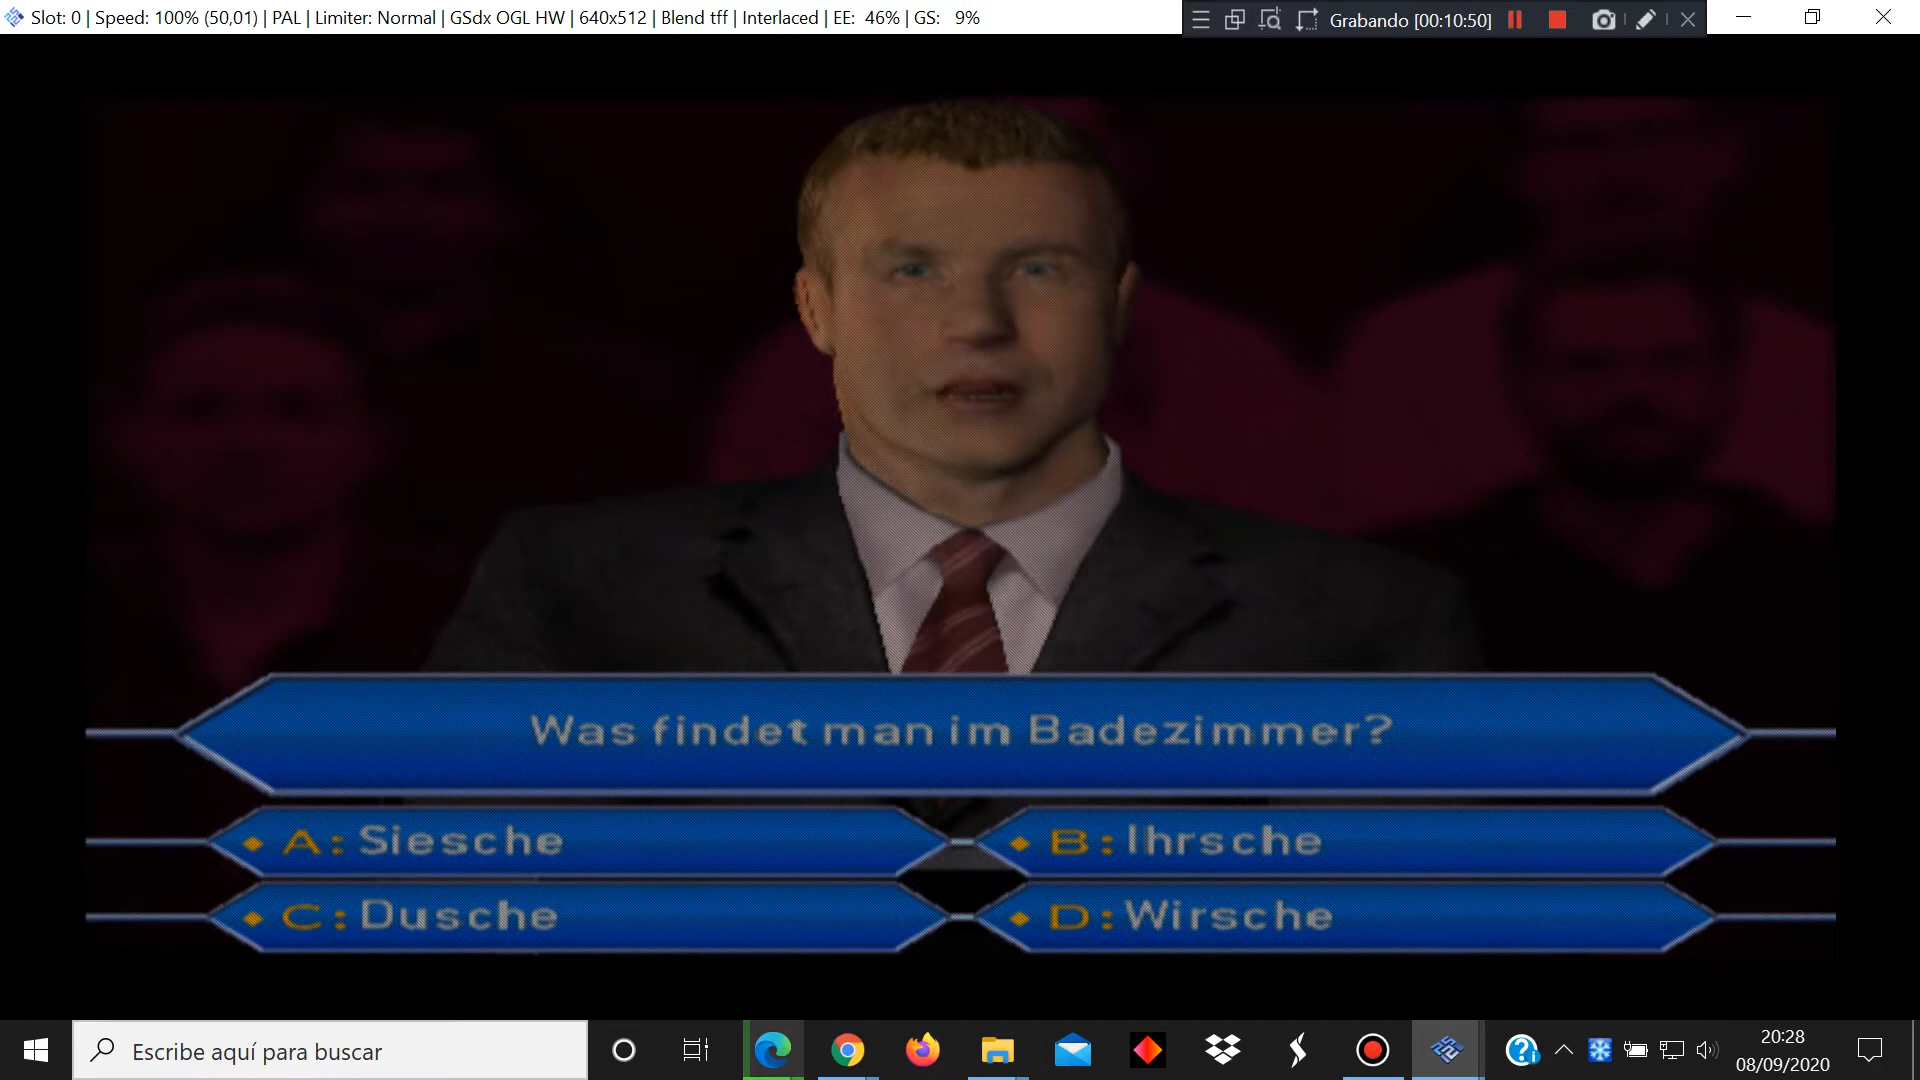 Slot: 0 | Speed: 100% (50,01) | PAL | Limiter: Normal | GSdx OGL HW | 640x512 | Blend tff | Interlaced | EE: 46% | GS: 9%
Grabando [00:10:50]
Was findet man im Badezimmer?
A: Siesche
B: Ihrsche
C: Dusche
D: Wirsche
Escribe aquí para buscar
20:28
08/09/2020